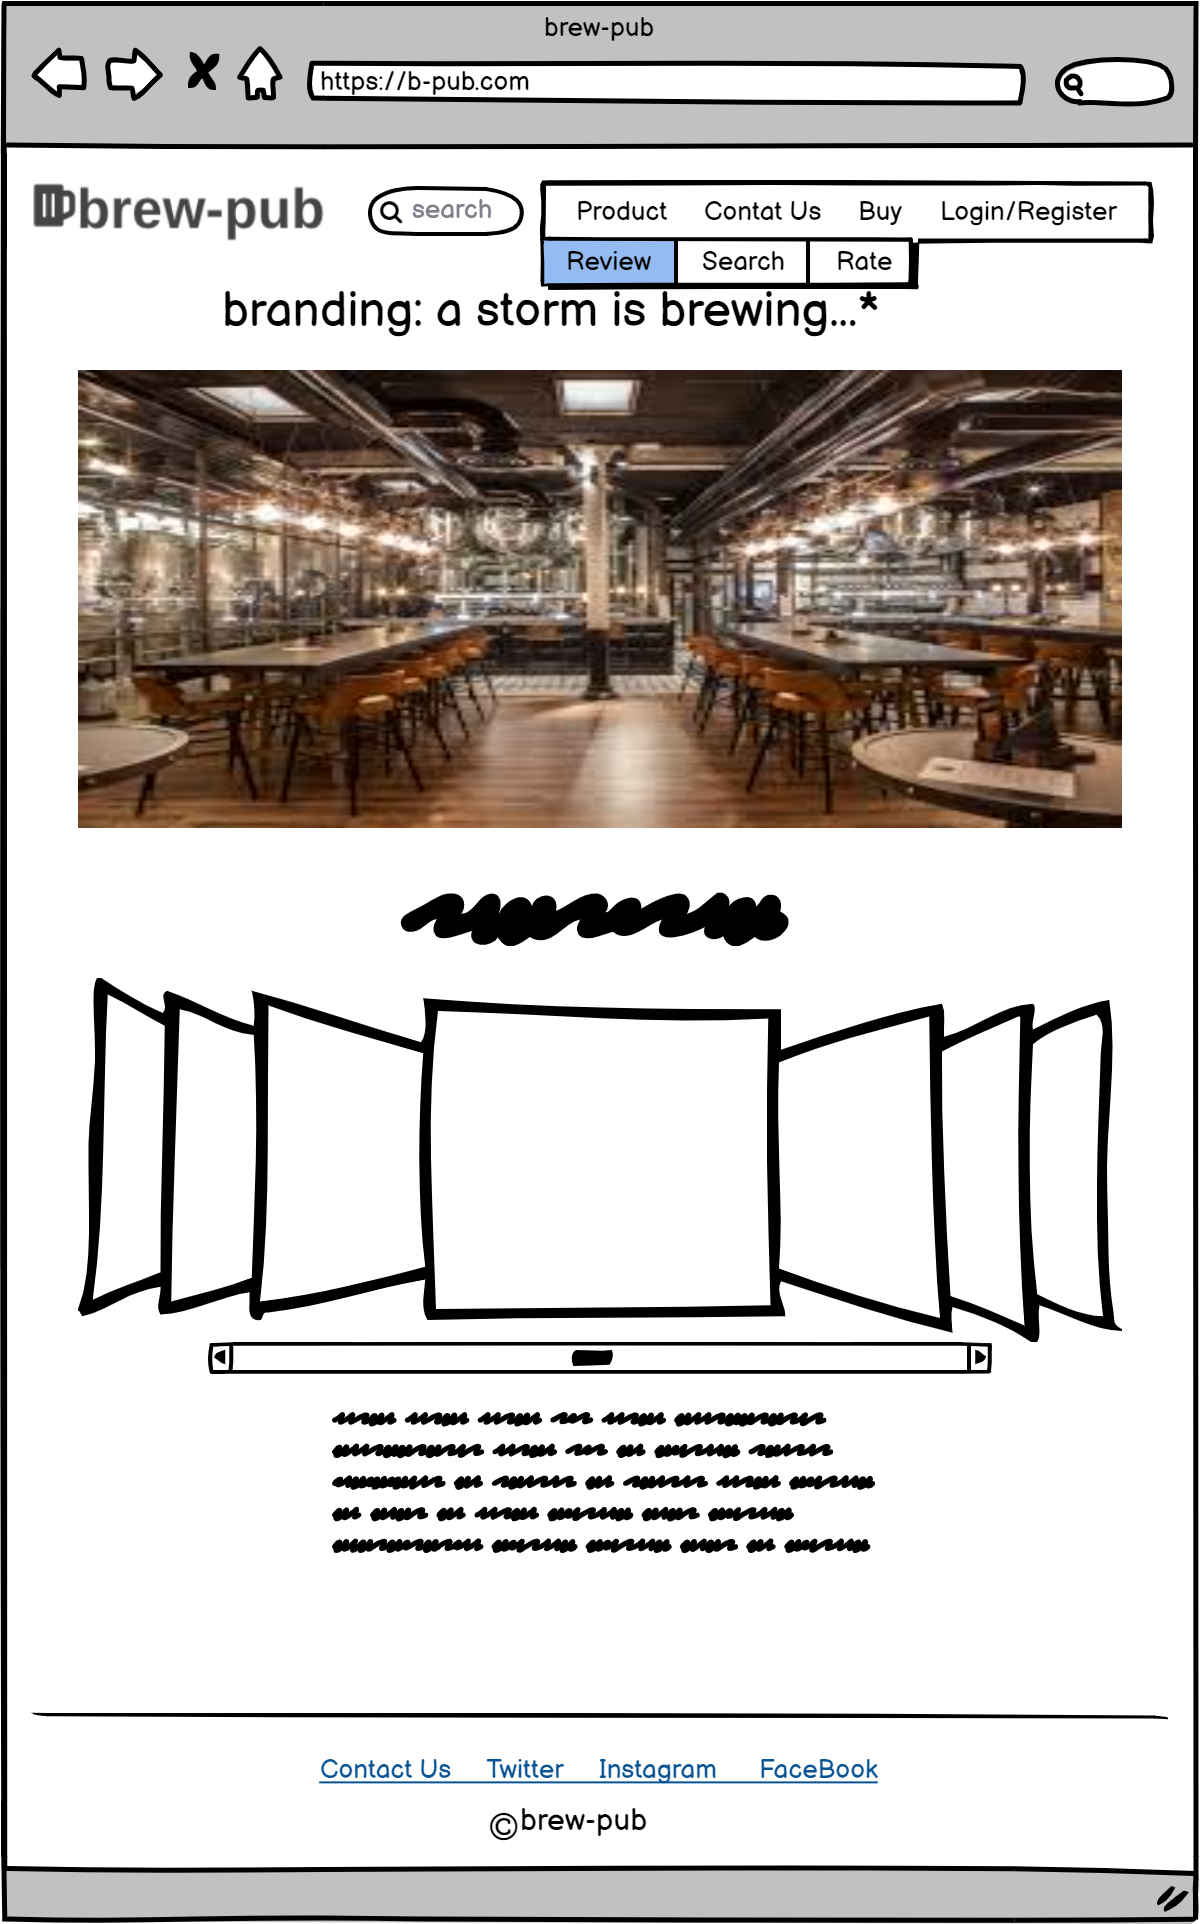 brew-pub
https://b-pub.com
brew-pub
search
Product Contat Us Buy Login/Register
Review Search Rate
branding: a storm is brewing...*
Contact Us Twitter Instagram FaceBook
©brew-pub